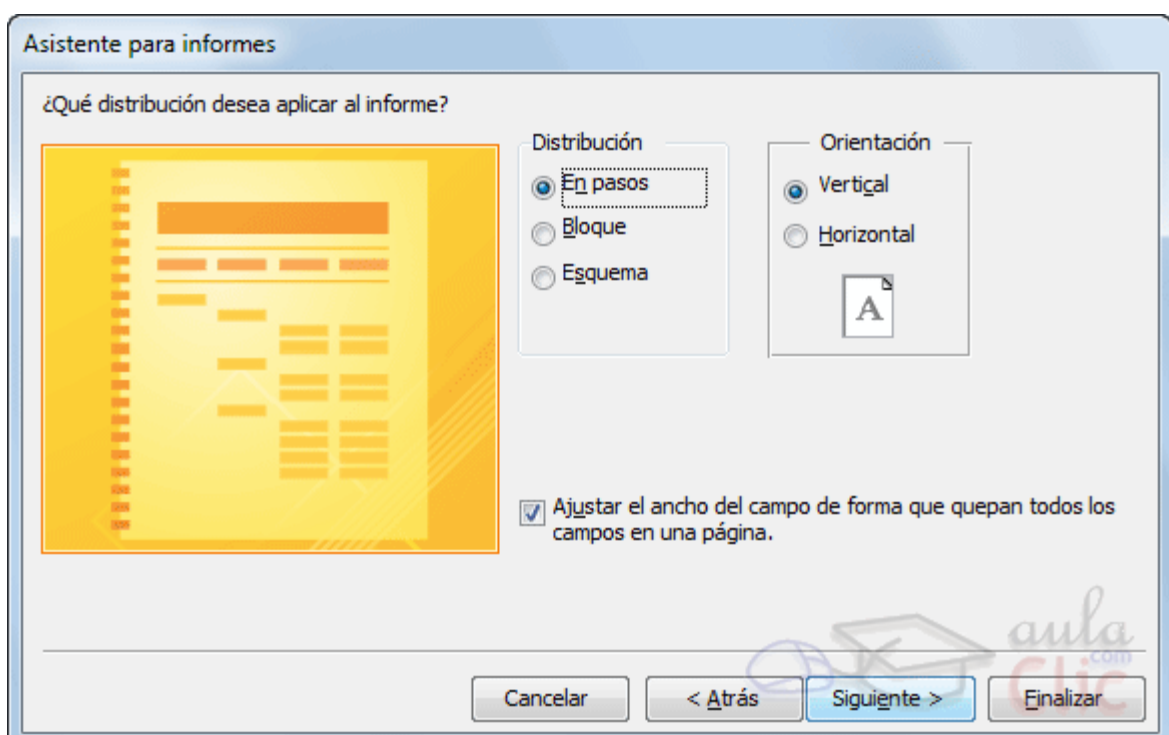 Asistente para informes
¿Qué distribución desea aplicar al informe?
Distribución
En pasos
Bloque
Esquema
Orientación
Vertical
Horizontal
A
Ajustar el ancho del campo de forma que quepan todos los
campos en una página.
aula
.com
Clic
Cancelar
< Atrás
Siguiente >
Finalizar